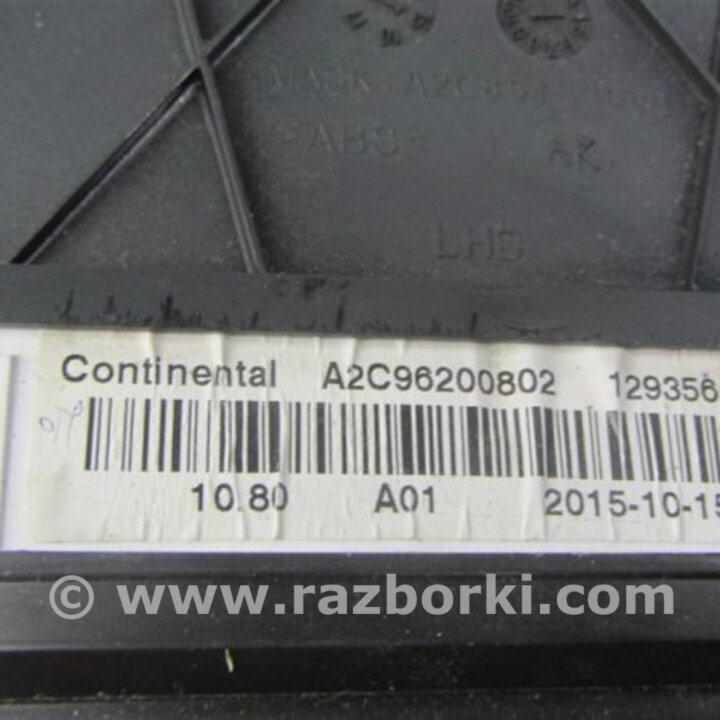 >ABS< AK
LHD
Continental A2C96200802 129356
10.80 A01 2015-10-15
© www.razborki.com